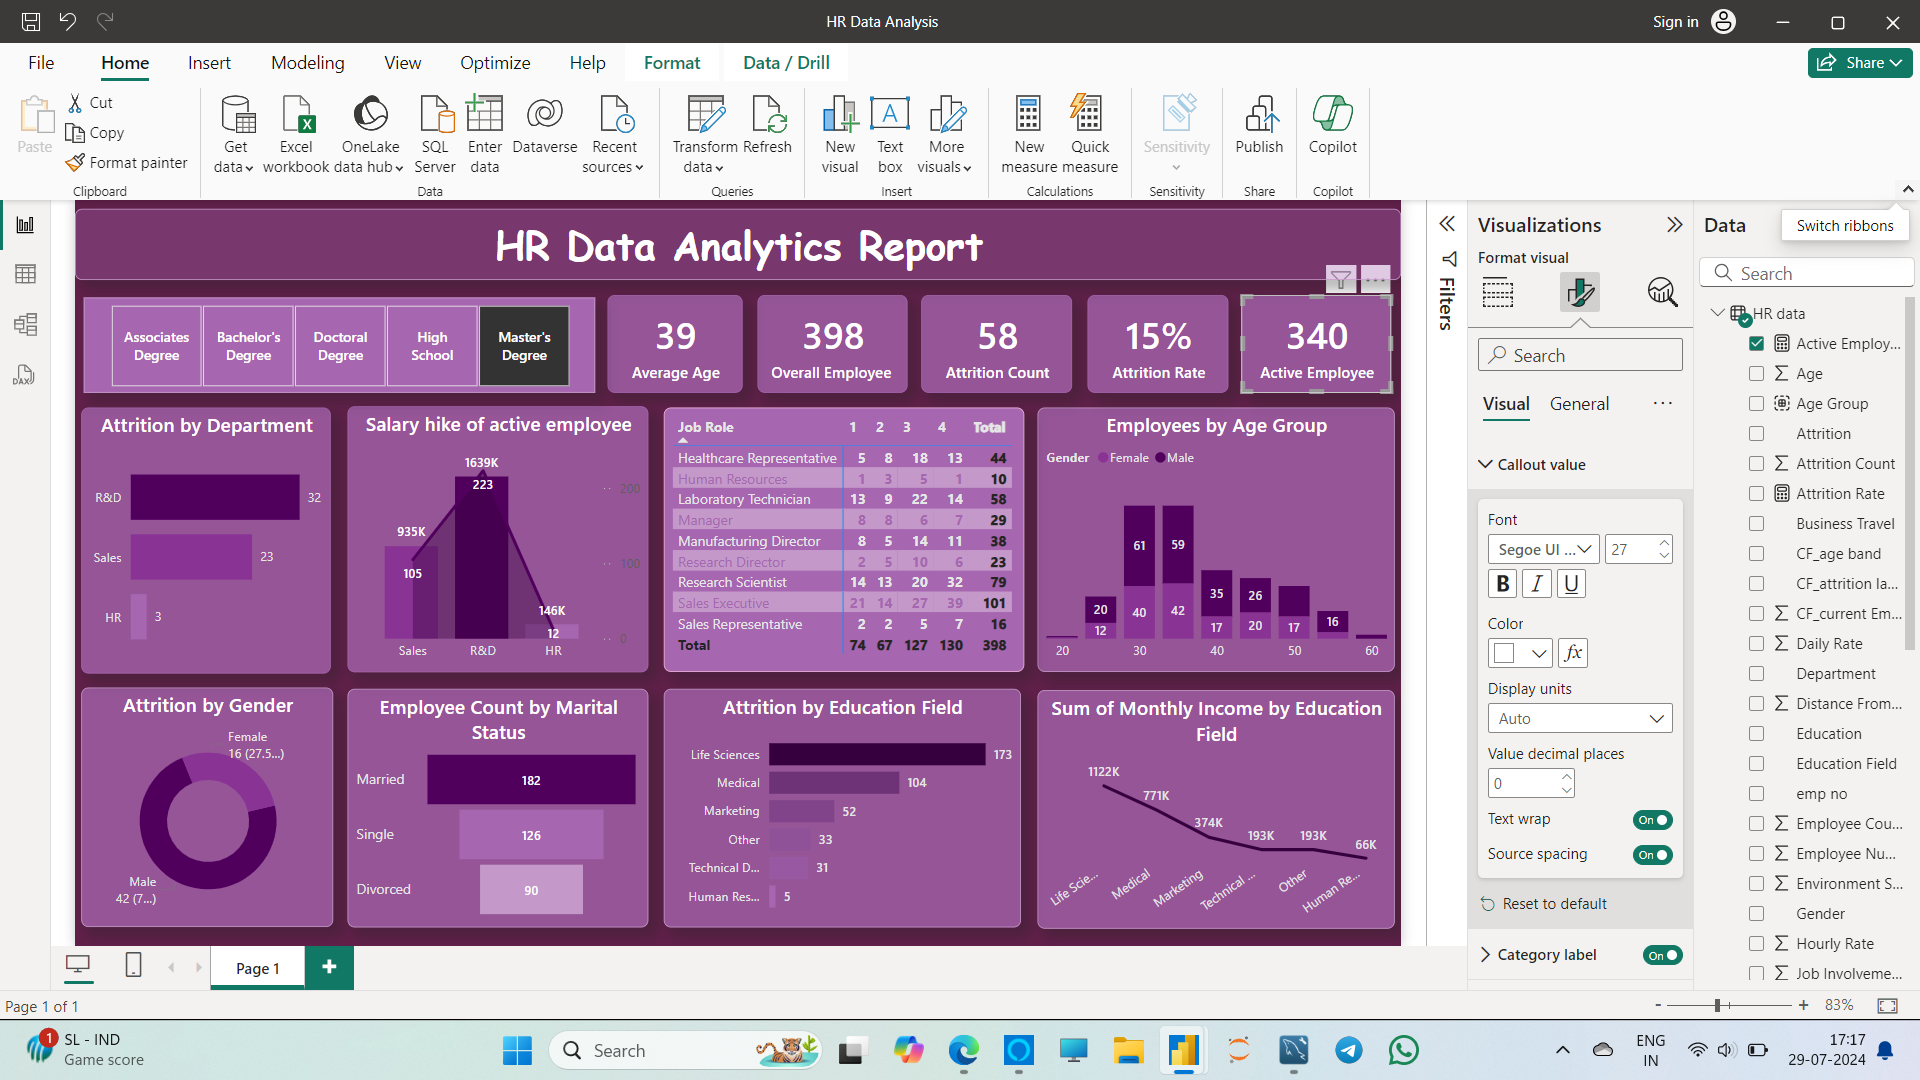 HR Data Analysis
Sign in
File Home Insert Modeling View Optimize Help Format Data / Drill
Share
Paste
Cut
Copy
Format painter
Clipboard
Get data
Excel workbook
OneLake data hub
SQL Server
Enter data
Dataverse
Recent sources
Data
Transform data
Refresh
Queries
New visual
Text box
More visuals
Insert
New measure
Quick measure
Calculations
Sensitivity
Sensitivity
Publish
Share
Copilot
Copilot
Switch ribbons
HR Data Analytics Report
Associates Degree
Bachelor's Degree
Doctoral Degree
High School
Master's Degree
39
Average Age
398
Overall Employee
58
Attrition Count
15%
Attrition Rate
340
Active Employee
Attrition by Department
R&D 32
Sales 23
HR 3
Salary hike of active employee
1639K
223
200
935K
105
100
146K
12
0
Sales R&D HR
Job Role 1 2 3 4 Total
Healthcare Representative 5 8 18 13 44
Human Resources 1 3 5 1 10
Laboratory Technician 13 9 22 14 58
Manager 8 8 6 7 29
Manufacturing Director 8 5 14 11 38
Research Director 2 5 10 6 23
Research Scientist 14 13 20 32 79
Sales Executive 21 14 27 39 101
Sales Representative 2 2 5 7 16
Total 74 67 127 130 398
Employees by Age Group
Gender Female Male
61 59
20 35 26
12 40 42 17 20 17 16
20 30 40 50 60
Attrition by Gender
Female
16 (27.5...)
Male
42 (7...)
Employee Count by Marital
Status
Married 182
Single 126
Divorced 90
Attrition by Education Field
Life Sciences 173
Medical 104
Marketing 52
Other 33
Technical D... 31
Human Res... 5
Sum of Monthly Income by Education
Field
1122K
771K
374K
193K
193K
66K
Life Scie...
Medical
Marketing
Technical ...
Other
Human Re...
Filters
Visualizations
Format visual
Search
Visual General ...
Callout value
Font
Segoe UI ... 27
B I U
Color
fx
Display units
Auto
Value decimal places
0
Text wrap On
Source spacing On
Reset to default
Category label On
Data
Search
HR data
Active Employ...
Age
Age Group
Attrition
Attrition Count
Attrition Rate
Business Travel
CF_age band
CF_attrition la...
CF_current Em...
Daily Rate
Department
Distance From...
Education
Education Field
emp no
Employee Cou...
Employee Nu...
Environment S...
Gender
Hourly Rate
Job Involveme...
DAX
Page 1
+
Page 1 of 1
- + 83%
1
SL - IND
Game score
Search
ENG
IN
17:17
29-07-2024